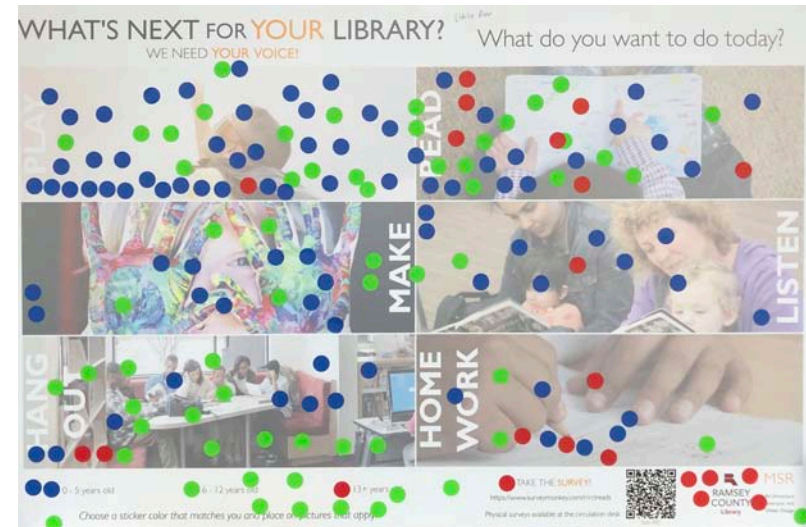 WHAT'S NEXT FOR YOUR LIBRARY?
WE NEED YOUR VOICE!
What do you want to do today?
PLAY
READ
MAKE
LISTEN
HANG
OU
HOME
WORK
0 - 5 years old
6 - 12 years old
13+ years
Choose a sticker color that matches you and place on pictures that apply
TAKE THE SURVEY!
https://www.surveymonkey.com/r/rcreads
Physical surveys available at the circulation desk
RAMSEY
COUNTY
Library
MSR